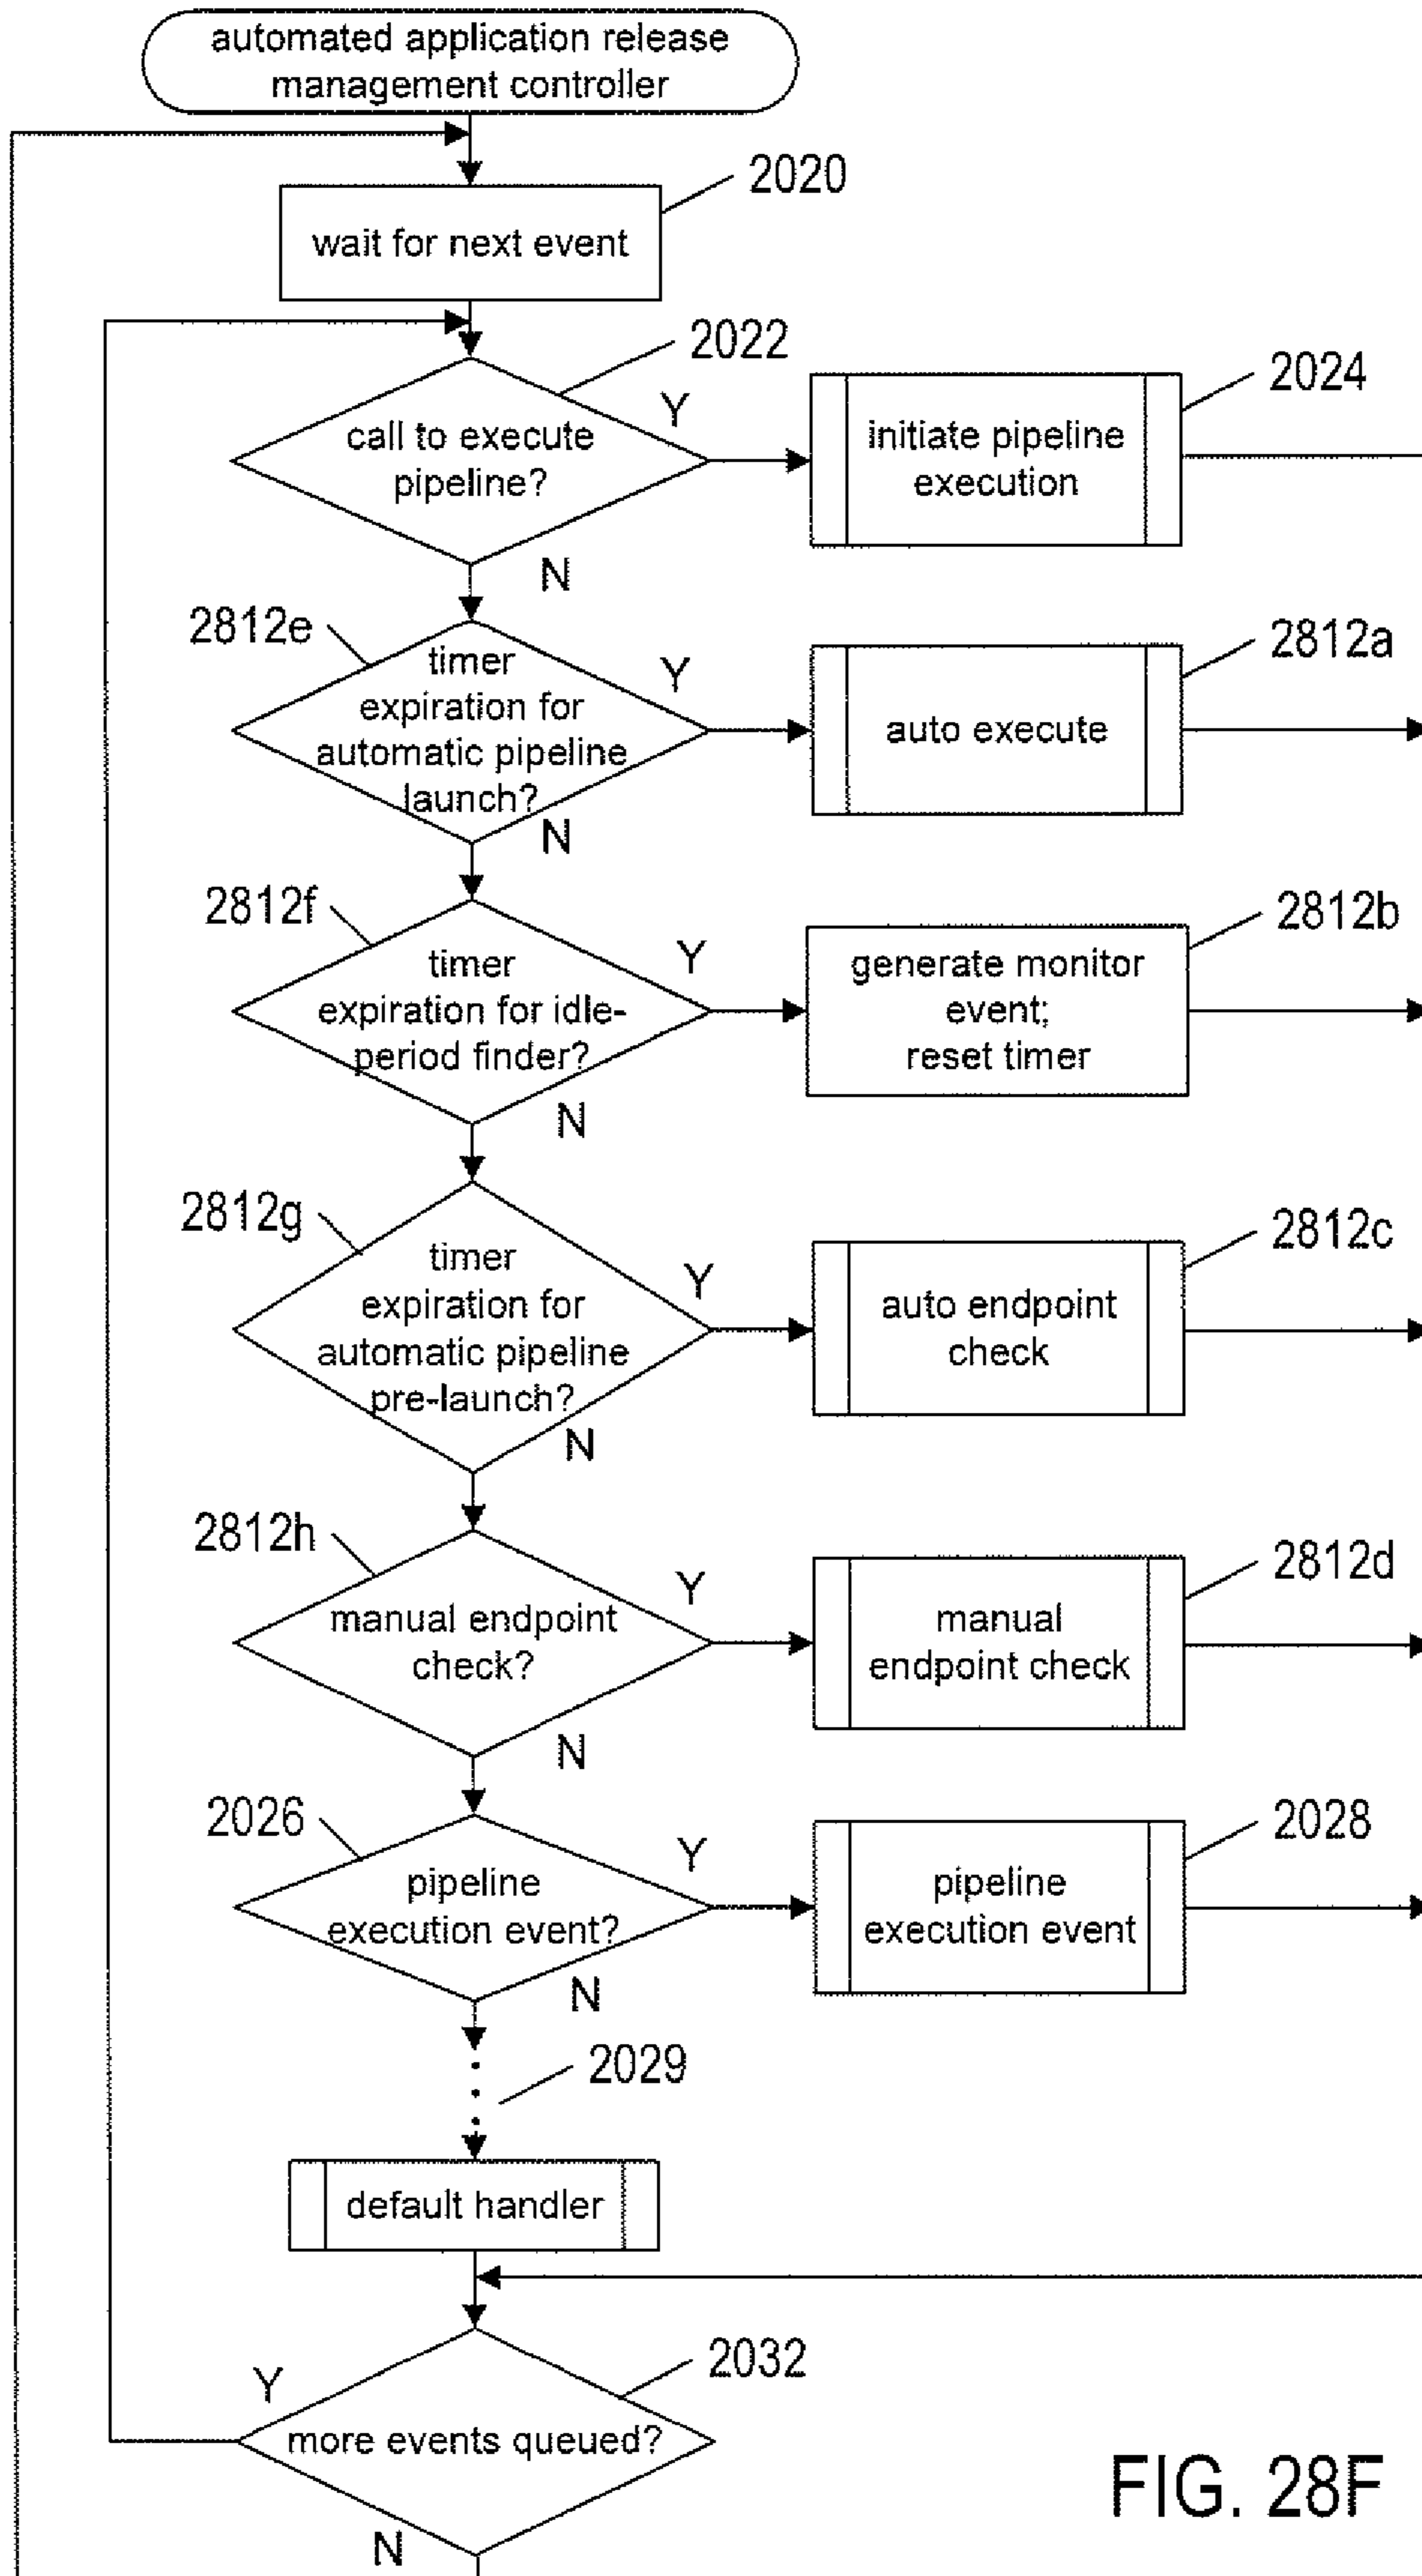 automated application release
management controller
2020
wait for next event
2022
call to execute
pipeline?
Y
N
2024
initiate pipeline
execution
2812e
timer
expiration for
automatic pipeline
launch?
Y
N
2812a
auto execute
2812f
timer
expiration for idle-
period finder?
Y
N
2812b
generate monitor
event;
reset timer
2812g
timer
expiration for
automatic pipeline
pre-launch?
Y
N
2812c
auto endpoint
check
2812h
manual endpoint
check?
Y
N
2812d
manual
endpoint check
2026
pipeline
execution event?
Y
N
2028
pipeline
execution event
2029
default handler
2032
Y
more events queued?
N
FIG. 28F